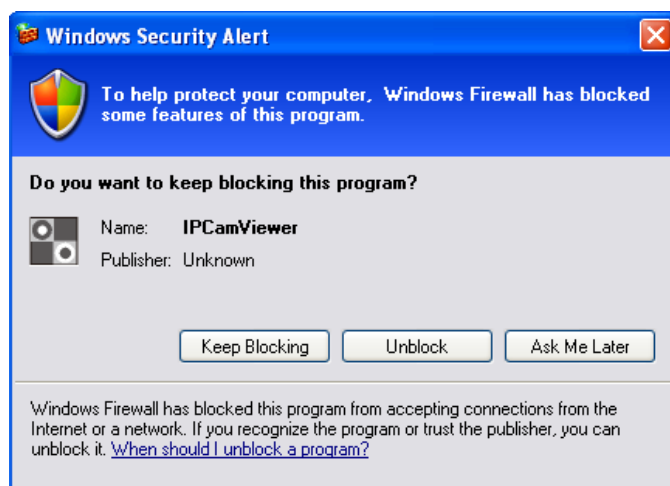 Windows Security Alert
To help protect your computer, Windows Firewall has blocked
some features of this program.
Do you want to keep blocking this program?
Name: IPCamViewer
Publisher: Unknown
Keep Blocking Unblock Ask Me Later
Windows Firewall has blocked this program from accepting connections from the
Internet or a network. If you recognize the program or trust the publisher, you can
unblock it. When should I unblock a program?